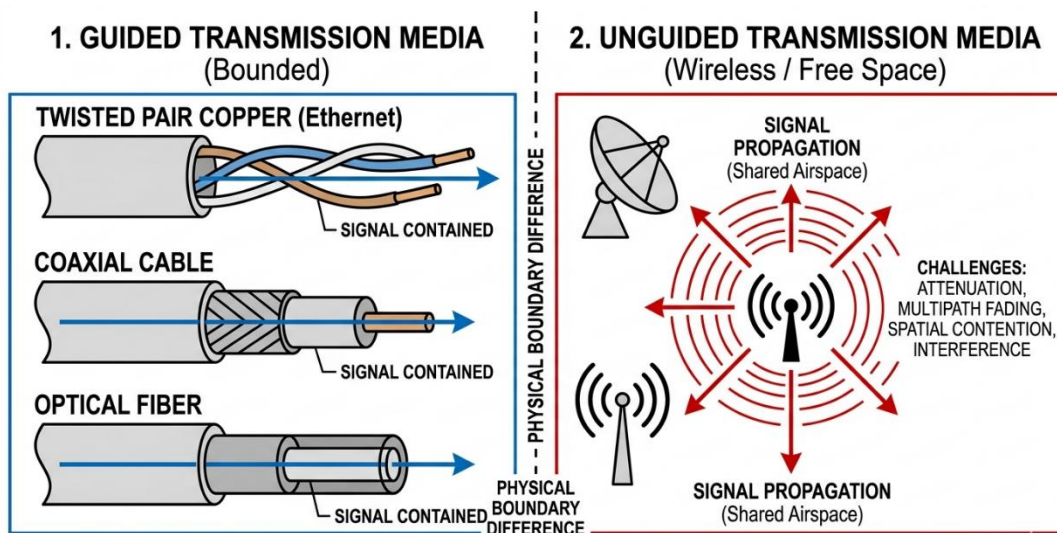 1. GUIDED TRANSMISSION MEDIA
(Bounded)
TWISTED PAIR COPPER (Ethernet)
SIGNAL CONTAINED
COAXIAL CABLE
SIGNAL CONTAINED
OPTICAL FIBER
SIGNAL CONTAINED
PHYSICAL BOUNDARY DIFFERENCE
PHYSICAL
BOUNDARY
DIFFERENCE
2. UNGUIDED TRANSMISSION MEDIA
(Wireless / Free Space)
SIGNAL
PROPAGATION
(Shared Airspace)
CHALLENGES:
ATTENUATION,
MULTIPATH FADING,
SPATIAL CONTENTION,
INTERFERENCE
SIGNAL PROPAGATION
(Shared Airspace)